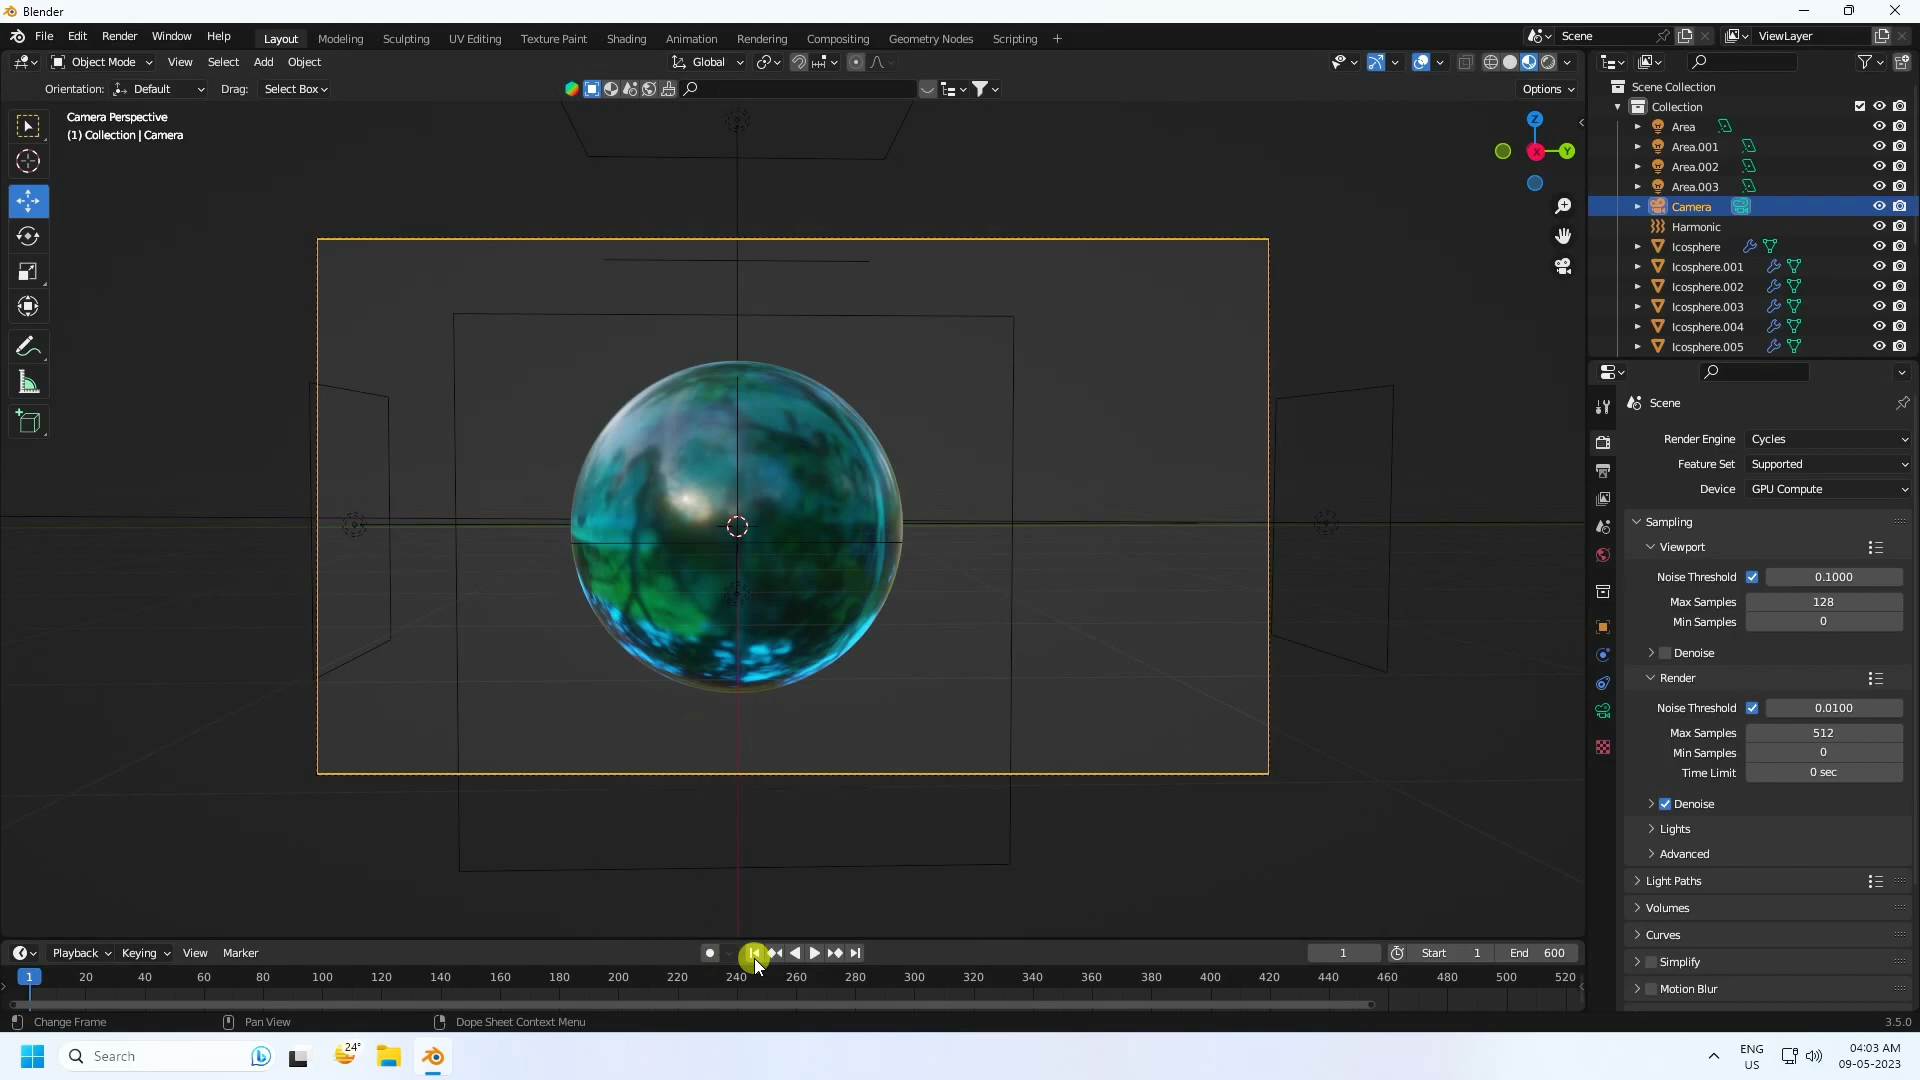 Blender
File Edit Render Window Help Layout Modeling Sculpting UV Editing Texture Paint Shading Animation Rendering Compositing Geometry Nodes Scripting + Scene ViewLayer
Object Mode View Select Add Object Global
Orientation: Default Drag: Select Box Options
Camera Perspective
(1) Collection | Camera
Z
X
Y
Scene Collection
Collection
Area
Area.001
Area.002
Area.003
Camera
Harmonic
Icosphere
Icosphere.001
Icosphere.002
Icosphere.003
Icosphere.004
Icosphere.005
Scene
Render Engine Cycles
Feature Set Supported
Device GPU Compute
Sampling
Viewport
Noise Threshold 0.1000
Max Samples 128
Min Samples 0
Denoise
Render
Noise Threshold 0.0100
Max Samples 512
Min Samples 0
Time Limit 0 sec
Denoise
Lights
Advanced
Light Paths
Volumes
Curves
Simplify
Motion Blur
Playback Keying View Marker 1 Start 1 End 600
1 20 40 60 80 100 120 140 160 180 200 220 240 260 280 300 320 340 360 380 400 420 440 460 480 500 520
Change Frame Pan View Dope Sheet Context Menu 3.5.0
Search 24° ENG US 04:03 AM 09-05-2023